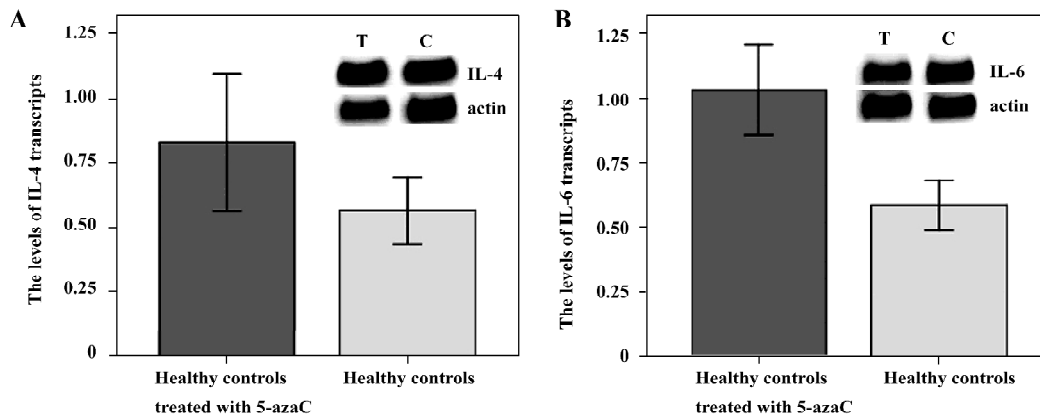 A
The levels of IL-4 transcripts
1.25
1.00
0.75
0.50
0.25
0
T C
IL-4
actin
Healthy controls
treated with 5-azaC
Healthy controls
B
The levels of IL-6 transcripts
1.25
1.00
0.75
0.50
0.25
0
T C
IL-6
actin
Healthy controls
treated with 5-azaC
Healthy controls